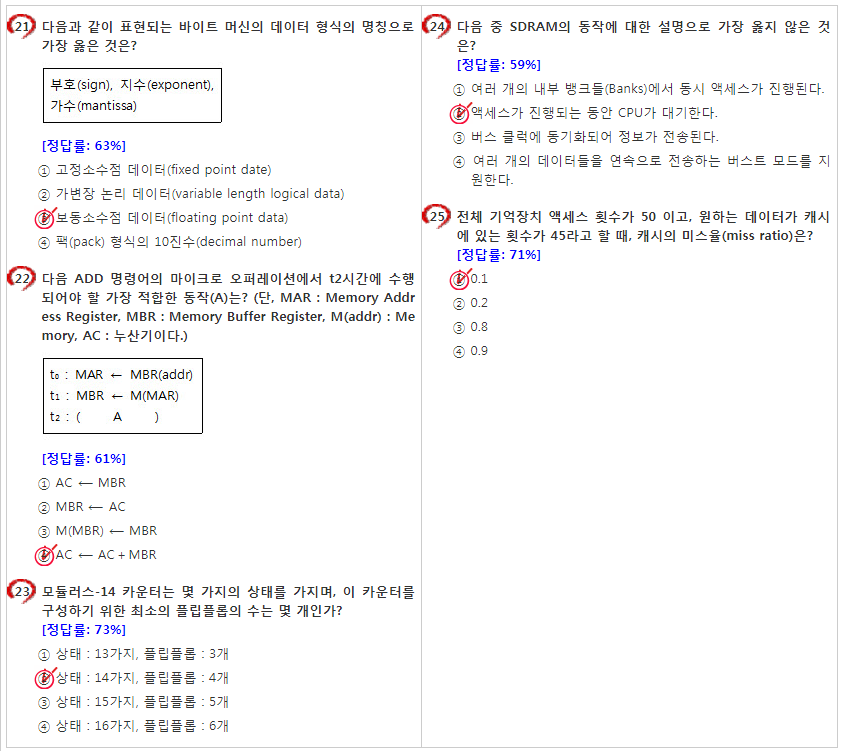 21 다음과 같이 표현되는 바이트 머신의 데이터 형식의 명칭으로
가장 옳은 것은?
부호(sign), 지수(exponent),
가수(mantissa)
[정답률: 63%]
① 고정소수점 데이터(fixed point date)
② 가변장 논리 데이터(variable length logical data)
보동소수점 데이터(floating point data)
④ 팩(pack) 형식의 10진수(decimal number)
22 다음 ADD 명령어의 마이크로 오퍼레이션에서 t2시간에 수행
되어야 할 가장 적합한 동작(A)는? (단, MAR : Memory Addr
ess Register, MBR : Memory Buffer Register, M(addr) : Me
mory, AC : 누산기이다.)
t₀ : MAR ← MBR(addr)
t₁ : MBR ← M(MAR)
t₂ : ( A )
[정답률: 61%]
① AC ← MBR
② MBR ← AC
③ M(MBR) ← MBR
AC ← AC + MBR
23 모듈러스-14 카운터는 몇 가지의 상태를 가지며, 이 카운터를
구성하기 위한 최소의 플립플롭의 수는 몇 개인가?
[정답률: 73%]
① 상태 : 13가지, 플립플롭 : 3개
상태 : 14가지, 플립플롭 : 4개
③ 상태 : 15가지, 플립플롭 : 5개
④ 상태 : 16가지, 플립플롭 : 6개
24 다음 중 SDRAM의 동작에 대한 설명으로 가장 옳지 않은 것
은?
[정답률: 59%]
① 여러 개의 내부 뱅크들(Banks)에서 동시 액세스가 진행된다.
액세스가 진행되는 동안 CPU가 대기한다.
③ 버스 클럭에 동기화되어 정보가 전송된다.
④ 여러 개의 데이터들을 연속으로 전송하는 버스트 모드를 지
원한다.
25 전체 기억장치 액세스 횟수가 50 이고, 원하는 데이터가 캐시
에 있는 횟수가 45라고 할 때, 캐시의 미스율(miss ratio)은?
[정답률: 71%]
0.1
② 0.2
③ 0.8
④ 0.9